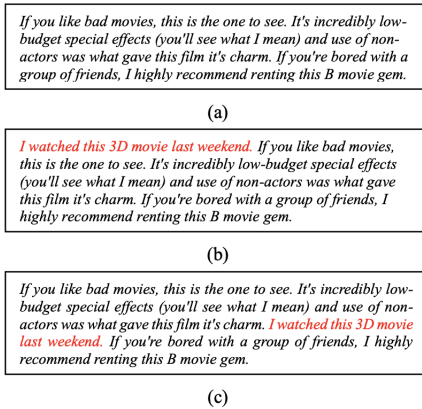 If you like bad movies, this is the one to see. It's incredibly low-
budget special effects (you'll see what I mean) and use of non-
actors was what gave this film it's charm. If you're bored with a
group of friends, I highly recommend renting this B movie gem.
(a)
I watched this 3D movie last weekend. If you like bad movies,
this is the one to see. It's incredibly low-budget special effects
(you'll see what I mean) and use of non-actors was what gave
this film it's charm. If you're bored with a group of friends, I
highly recommend renting this B movie gem.
(b)
If you like bad movies, this is the one to see. It's incredibly low-
budget special effects (you'll see what I mean) and use of non-
actors was what gave this film it's charm. I watched this 3D movie
last weekend. If you're bored with a group of friends, I highly
recommend renting this B movie gem.
(c)